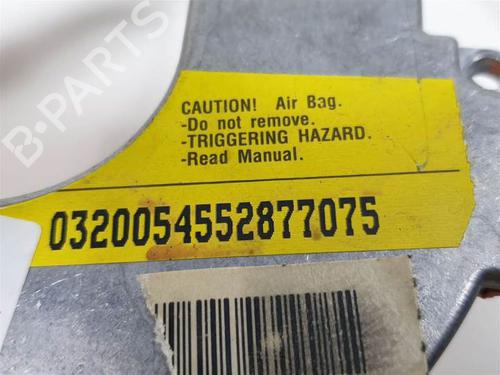 CAUTION! Air Bag.
-Do not remove.
-TRIGGERING HAZARD.
-Read Manual.
0320054552877075
B-PARTS